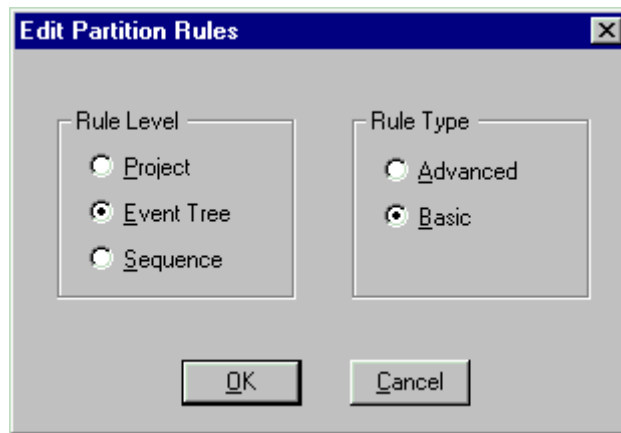 Edit Partition Rules
Rule Level
Project
Event Tree
Sequence
Rule Type
Advanced
Basic
OK
Cancel